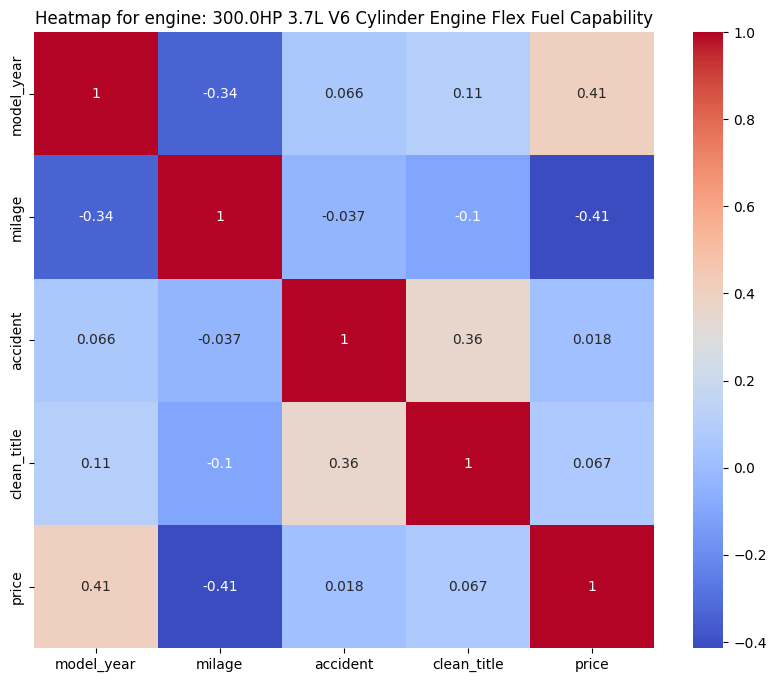 Heatmap for engine: 300.0HP 3.7L V6 Cylinder Engine Flex Fuel Capability
model_year 1 -0.34 0.066 0.11 0.41
milage -0.34 1 -0.037 -0.1 -0.41
accident 0.066 -0.037 1 0.36 0.018
clean_title 0.11 -0.1 0.36 1 0.067
price 0.41 -0.41 0.018 0.067 1
model_year milage accident clean_title price
1.0
0.8
0.6
0.4
0.2
0.0
−0.2
−0.4